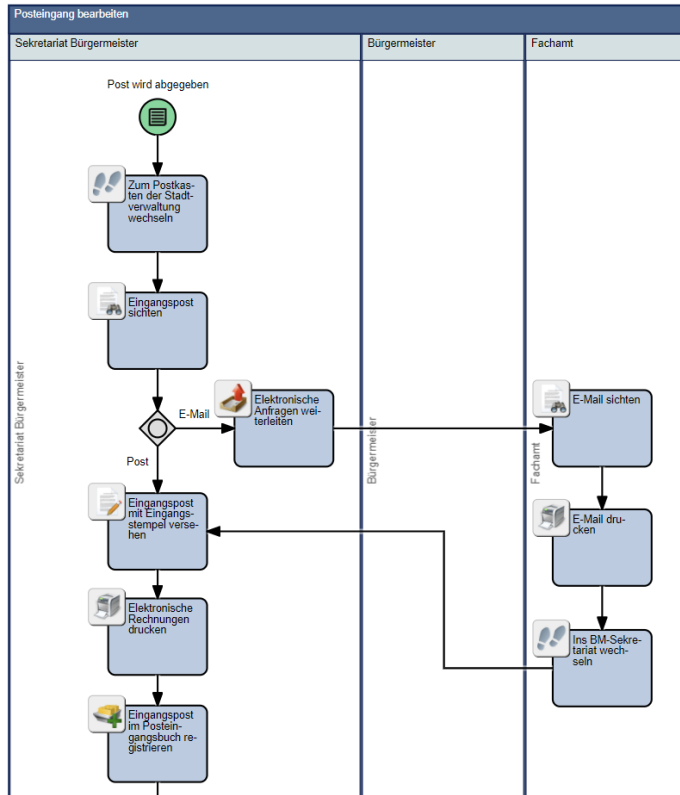 Posteingang bearbeiten
Sekretariat Bürgermeister
Bürgermeister
Fachamt
Post wird abgegeben
Zum Postkas-
ten der Stadt-
verwaltung
wechseln
Eingangspost
sichten
E-Mail
Elektronische
Anfragen wei-
terleiten
E-Mail sichten
Sekretariat Bürgermeister
Bürgermeister
Fachamt
Post
Eingangspost
mit Eingangs-
stempel verse-
hen
E-Mail dru-
cken
Elektronische
Rechnungen
drucken
Ins BM-Sekre-
tariat wech-
seln
Eingangspost
im Postein-
gangsbuch re-
gistrieren